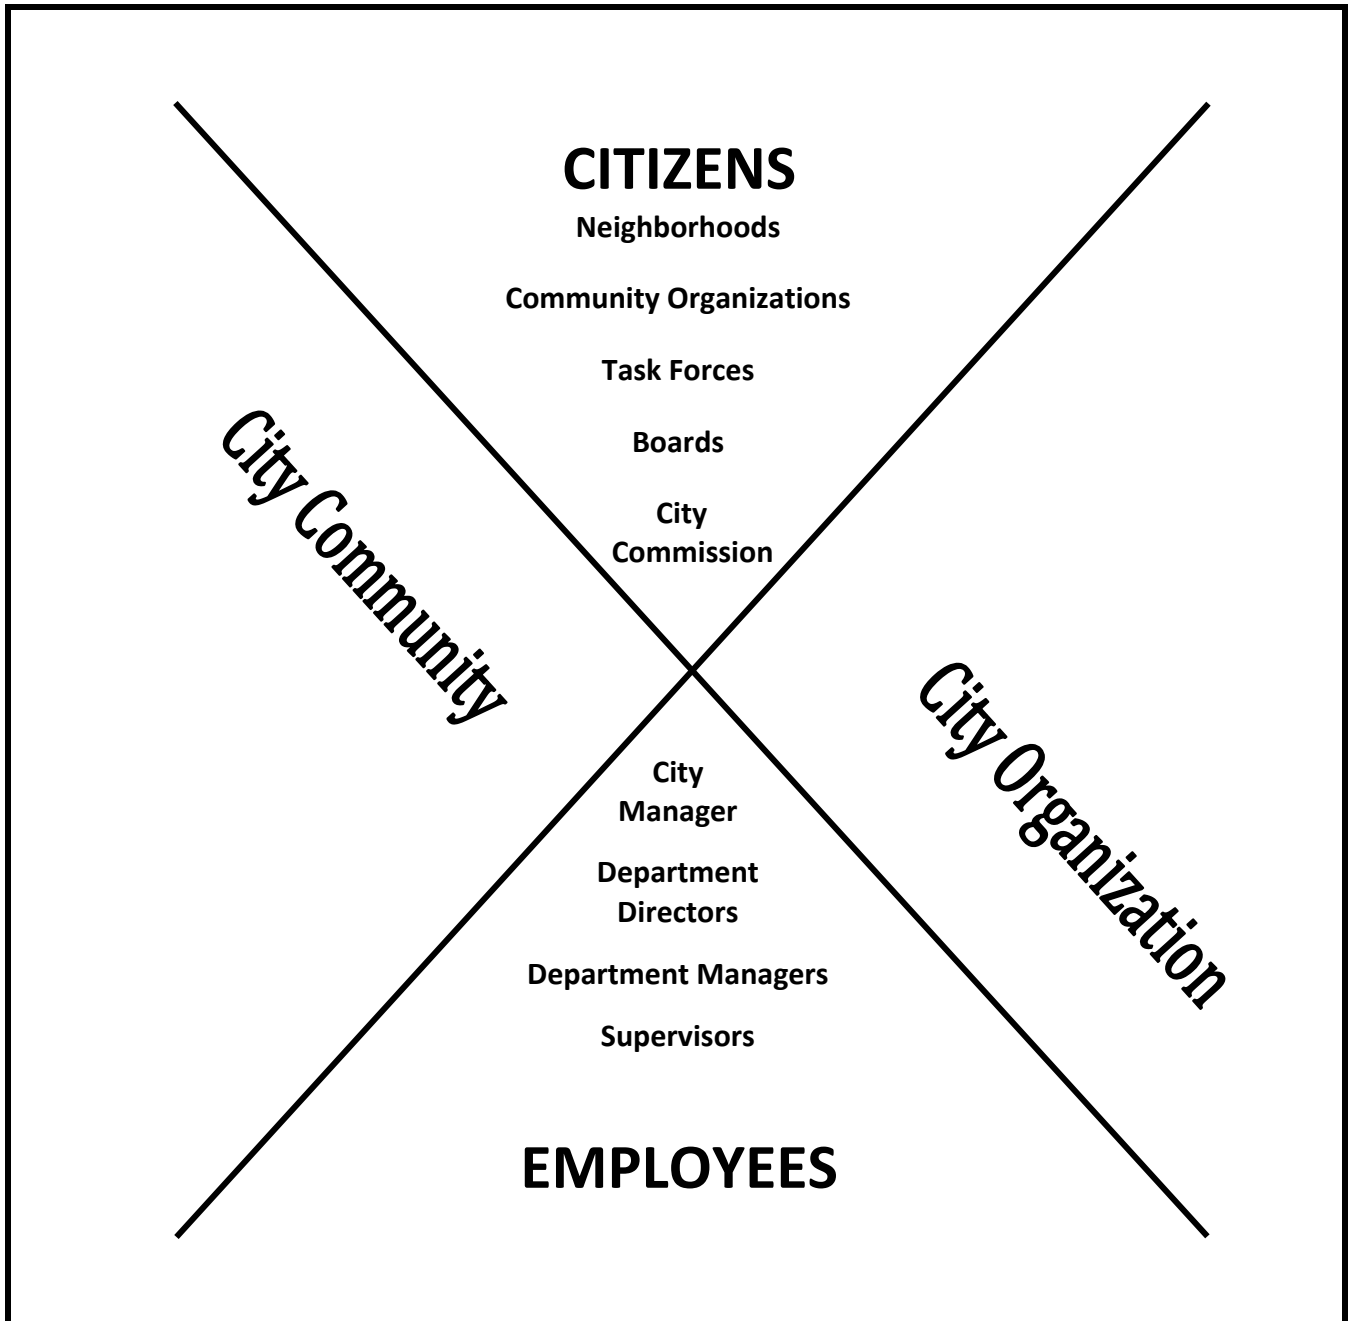 CITIZENS
Neighborhoods
Community Organizations
Task Forces
Boards
City
Commission
City Community
City Organization
City
Manager
Department
Directors
Department Managers
Supervisors
EMPLOYEES